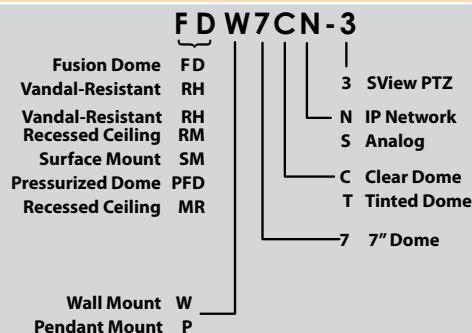 FDW7CN-3
Fusion Dome FD
Vandal-Resistant RH
Vandal-Resistant RH
Recessed Ceiling RM
Surface Mount SM
Pressurized Dome PFD
Recessed Ceiling MR
Wall Mount W
Pendant Mount P
3 SView PTZ
N IP Network
S Analog
C Clear Dome
T Tinted Dome
7 7” Dome